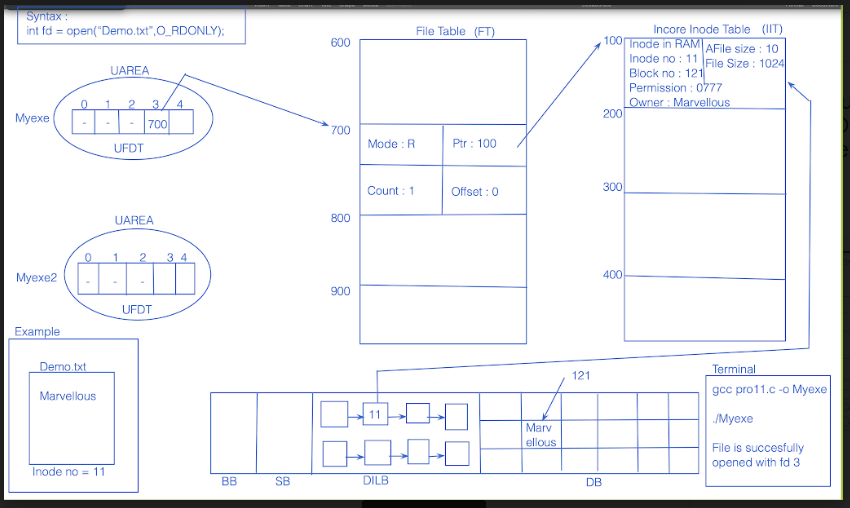 Syntax :
int fd = open("Demo.txt",O_RDONLY);
File Table (FT)
Incore Inode Table (IIT)
600
100
Inode in RAM
AFile size : 10
Inode no : 11
File Size : 1024
Block no : 121
Permission : 0777
Owner : Marvellous
UAREA
0 1 2 3 4
Myexe
- - - 700
UFDT
700
Mode : R
Ptr : 100
Count : 1
Offset : 0
800
900
200
300
400
UAREA
0 1 2 3 4
Myexe2
- - -
UFDT
Example
Demo.txt
Marvellous
Inode no = 11
121
11
Marv
ellous
BB
SB
DILB
DB
Terminal
gcc pro11.c -o Myexe
./Myexe
File is succesfully
opened with fd 3